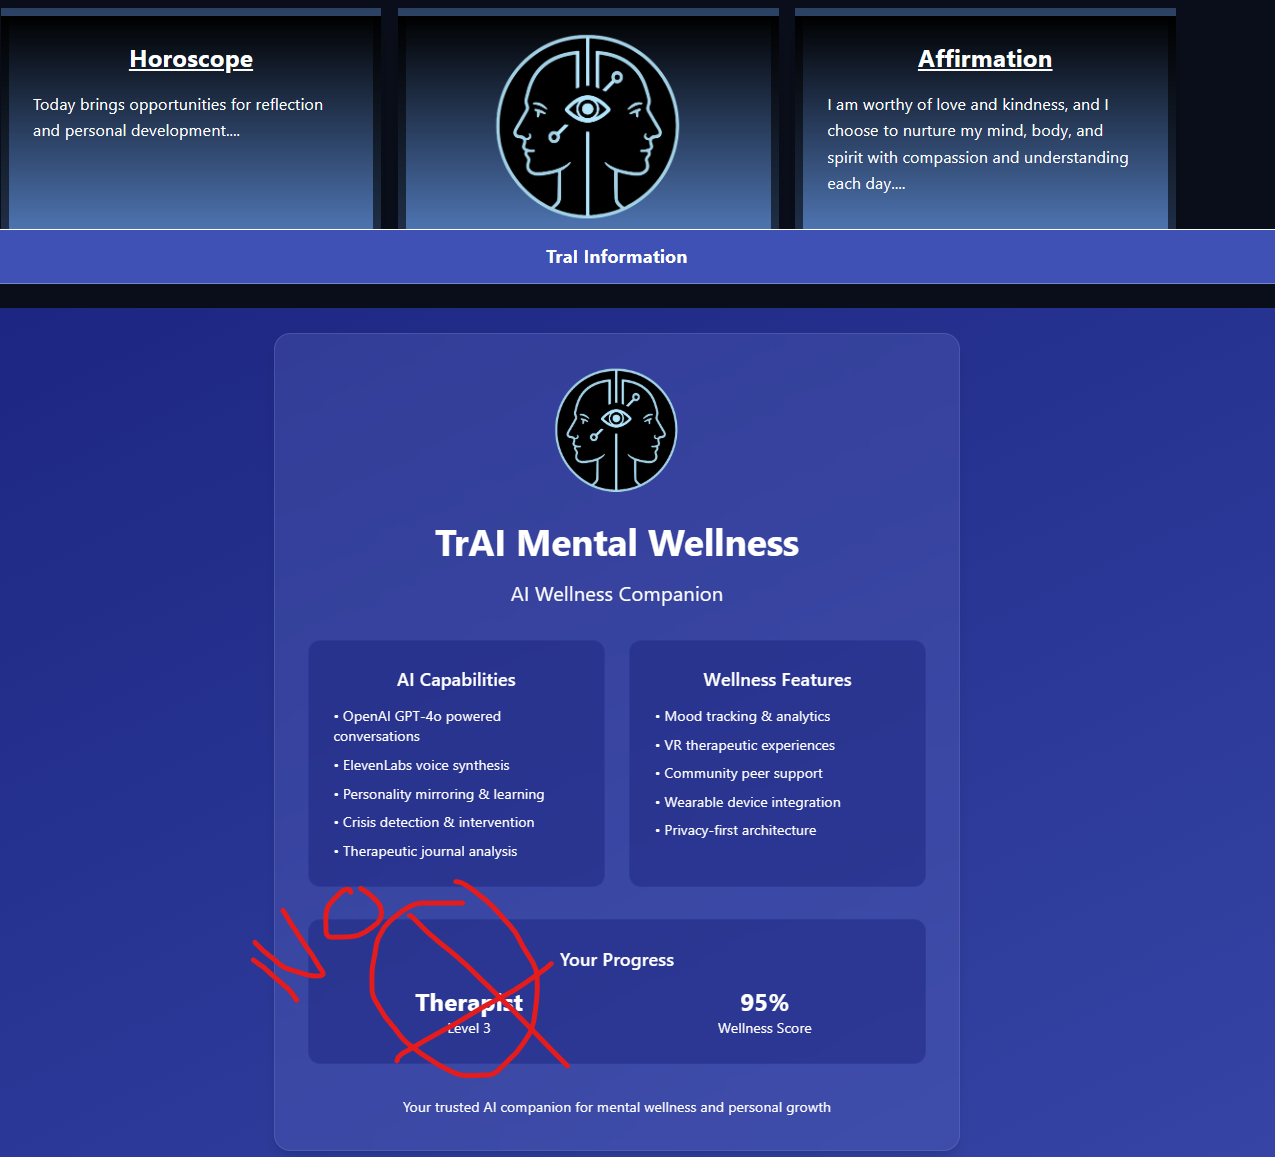 Horoscope
Today brings opportunities for reflection
and personal development....
Affirmation
I am worthy of love and kindness, and I
choose to nurture my mind, body, and
spirit with compassion and understanding
each day....
TraI Information
TrAI Mental Wellness
AI Wellness Companion
AI Capabilities
• OpenAI GPT-4o powered
conversations
• ElevenLabs voice synthesis
• Personality mirroring & learning
• Crisis detection & intervention
• Therapeutic journal analysis
Wellness Features
• Mood tracking & analytics
• VR therapeutic experiences
• Community peer support
• Wearable device integration
• Privacy-first architecture
NO
Your Progress
Therapist
Level 3
95%
Wellness Score
Your trusted AI companion for mental wellness and personal growth